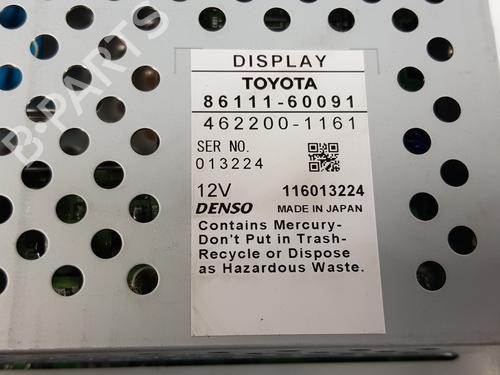 DISPLAY
TOYOTA
86111-60091
462200-1161
SER NO.
013224
12V 116013224
DENSO MADE IN JAPAN
Contains Mercury-
Don't Put in Trash-
Recycle or Dispose
as Hazardous Waste.
B-PARTS